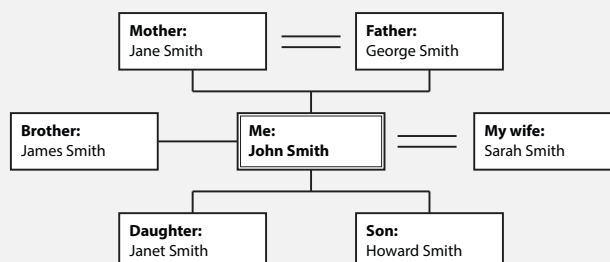 Mother:
Jane Smith
Father:
George Smith
Brother:
James Smith
Me:
John Smith
My wife:
Sarah Smith
Daughter:
Janet Smith
Son:
Howard Smith